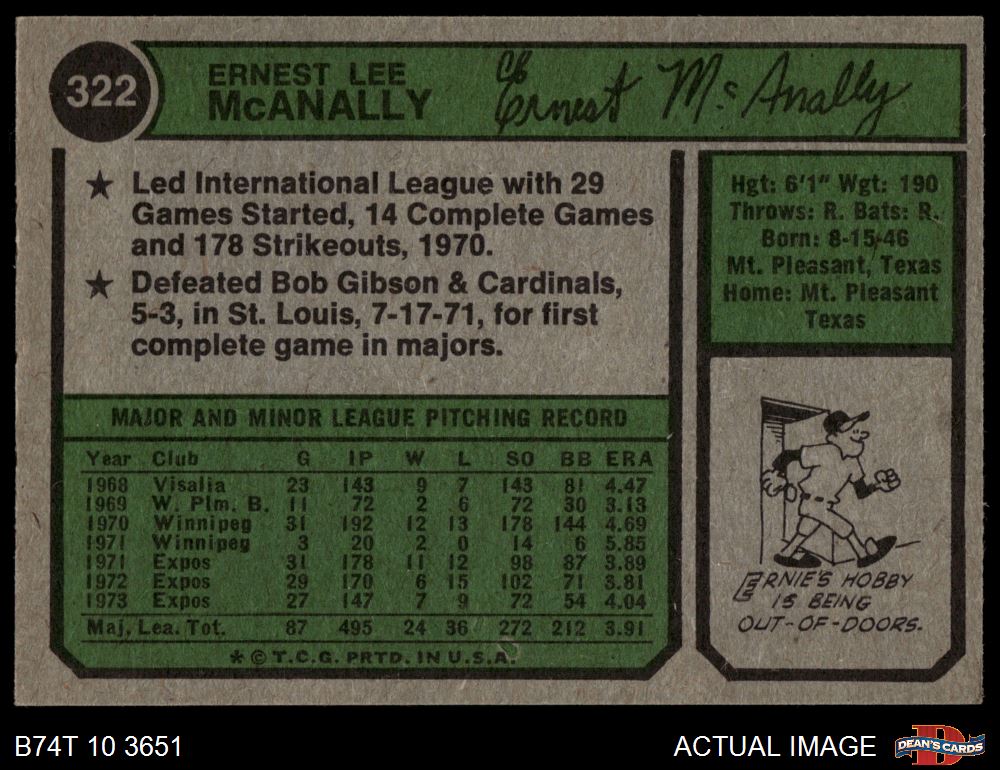 322
ERNEST LEE
McANALLY
Ernest McAnally
★ Led International League with 29
Games Started, 14 Complete Games
and 178 Strikeouts, 1970.
★ Defeated Bob Gibson & Cardinals,
5-3, in St. Louis, 7-17-71, for first
complete game in majors.
Hgt: 6'1" Wgt: 190
Throws: R. Bats: R.
Born: 8-15-46
Mt. Pleasant, Texas
Home: Mt. Pleasant
Texas
MAJOR AND MINOR LEAGUE PITCHING RECORD
Year Club G IP W L SO BB ERA
1968 Visalia 23 143 9 7 143 81 4.47
1969 W. Plm. B. 11 72 2 6 72 30 3.13
1970 Winnipeg 31 192 12 13 178 144 4.69
1971 Winnipeg 3 20 2 0 14 6 5.85
1971 Expos 31 178 11 12 98 87 3.89
1972 Expos 29 170 6 15 102 71 3.81
1973 Expos 27 147 7 9 72 54 4.04
Maj. Lea. Tot. 87 495 24 36 272 212 3.91
* © T.C.G. PRTD. IN U.S.A.
ERNIE'S HOBBY
IS BEING
OUT-OF-DOORS.
B74T 10 3651
ACTUAL IMAGE
DEAN'S CARDS